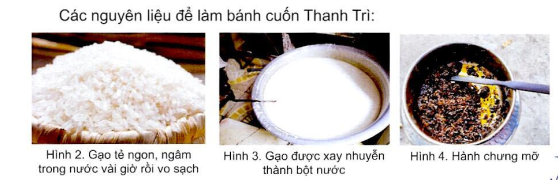 Các nguyên liệu để làm bánh cuốn Thanh Trì:
Hình 2. Gạo tẻ ngon, ngâm
trong nước vài giờ rồi vo sạch
Hình 3. Gạo được xay nhuyễn
thành bột nước
Hình 4. Hành chưng mỡ